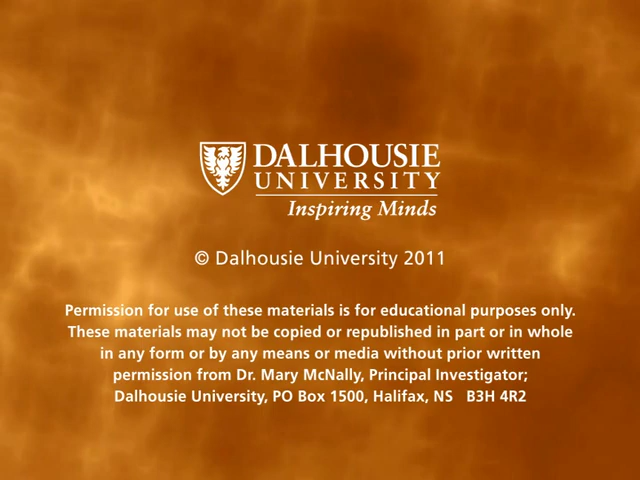 DALHOUSIE
UNIVERSITY
Inspiring Minds
© Dalhousie University 2011
Permission for use of these materials is for educational purposes only.
These materials may not be copied or republished in part or in whole
in any form or by any means or media without prior written
permission from Dr. Mary McNally, Principal Investigator;
Dalhousie University, PO Box 1500, Halifax, NS   B3H 4R2